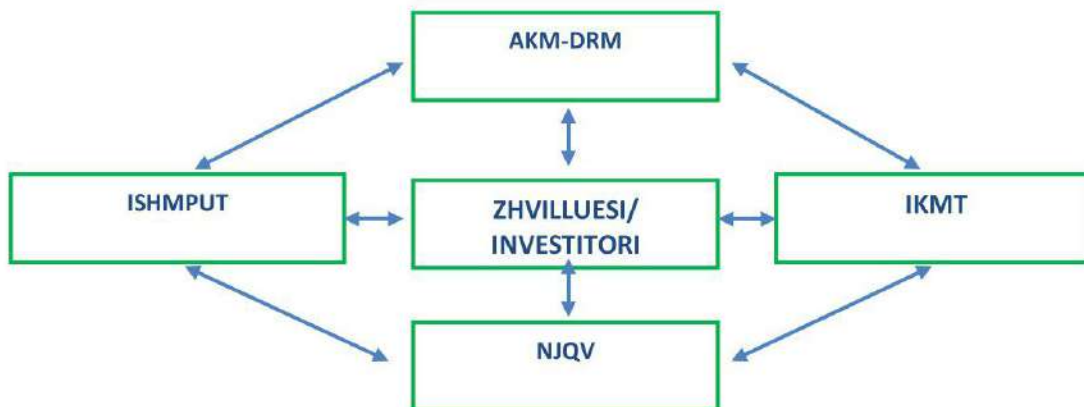 AKM-DRM
ISHMPUT
ZHVILLUESI/
INVESTITORI
IKMT
NJQV